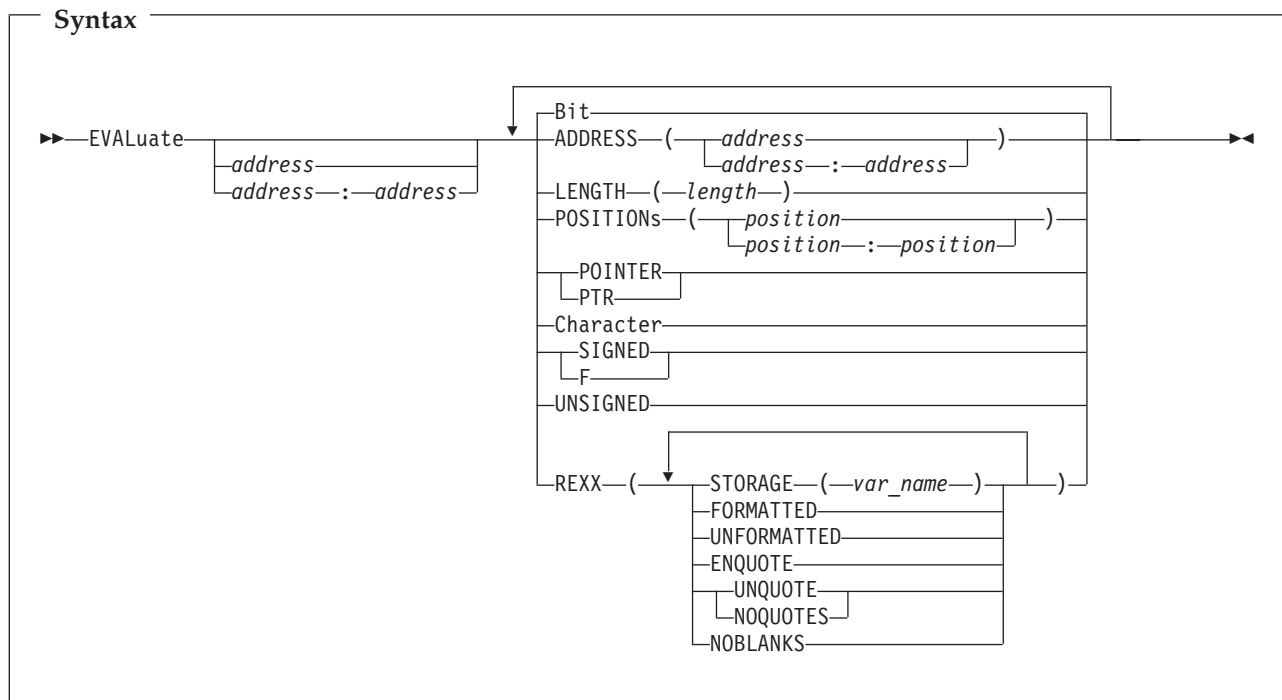 Syntax
Bit
EVALuate ADDRESS ( address )
address address : address
address : address LENGTH ( length )
POSITIONs ( position )
position : position
POINTER
PTR
Character
SIGNED
F
UNSIGNED
REXX ( STORAGE ( var_name ) )
FORMATTED
UNFORMATTED
ENQUOTE
UNQUOTE
NOQUOTES
NOBLANKS